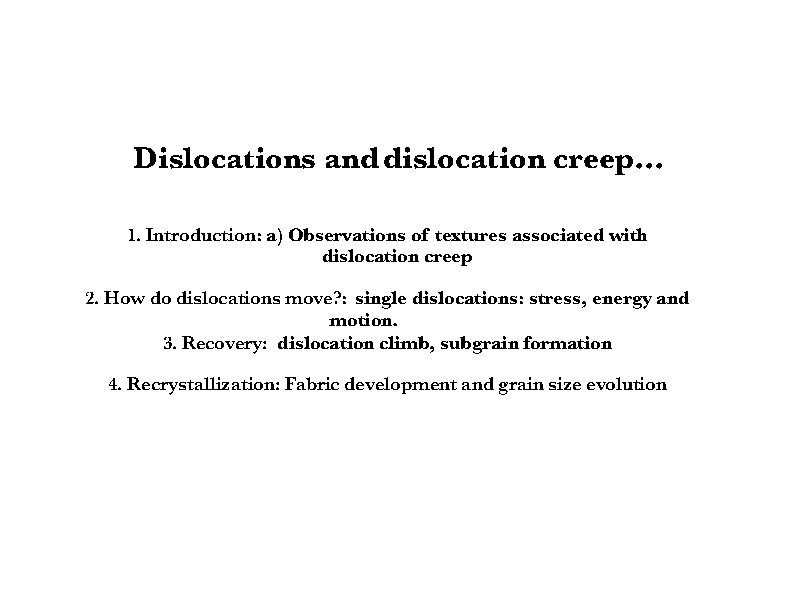 Dislocations and dislocation creep...
1. Introduction: a) Observations of textures associated with
dislocation creep
2. How do dislocations move?: single dislocations: stress, energy and
motion.
3. Recovery: dislocation climb, subgrain formation
4. Recrystallization: Fabric development and grain size evolution